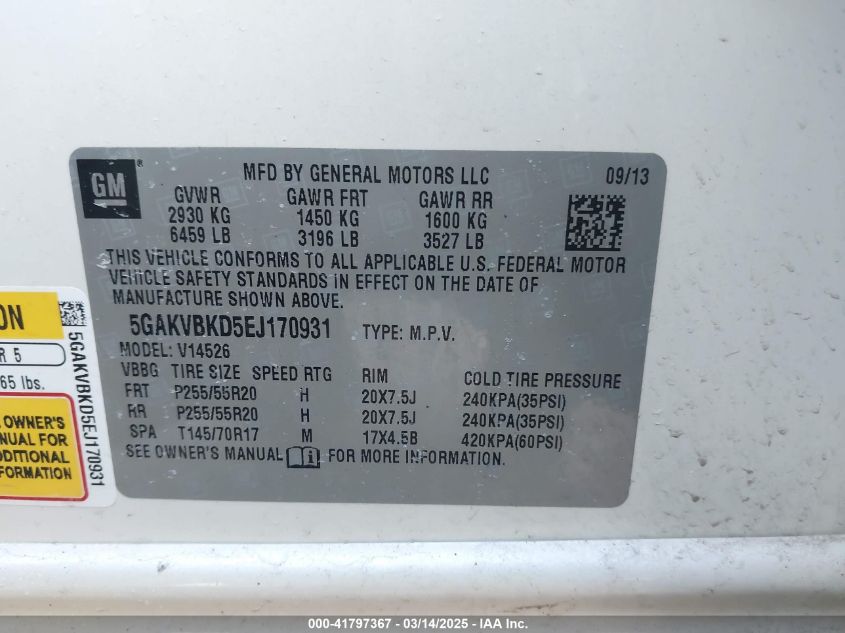 GM®
MFD BY GENERAL MOTORS LLC 09/13
GVWR GAWR FRT GAWR RR
2930 KG 1450 KG 1600 KG
6459 LB 3196 LB 3527 LB
THIS VEHICLE CONFORMS TO ALL APPLICABLE U.S. FEDERAL MOTOR
VEHICLE SAFETY STANDARDS IN EFFECT ON THE DATE OF
MANUFACTURE SHOWN ABOVE.
5GAKVBKD5EJ170931 TYPE: M.P.V.
MODEL: V14526
VBBG TIRE SIZE SPEED RTG RIM COLD TIRE PRESSURE
FRT P255/55R20 H 20X7.5J 240KPA(35PSI)
RR P255/55R20 H 20X7.5J 240KPA(35PSI)
SPA T145/70R17 M 17X4.5B 420KPA(60PSI)
SEE OWNER'S MANUAL FOR MORE INFORMATION.
ON
R 5
65 lbs.
OWNER'S
MANUAL FOR
ADDITIONAL
INFORMATION
5GAKVBKD5EJ170931
000-41797367 — 03/14/2025 — IAA Inc.